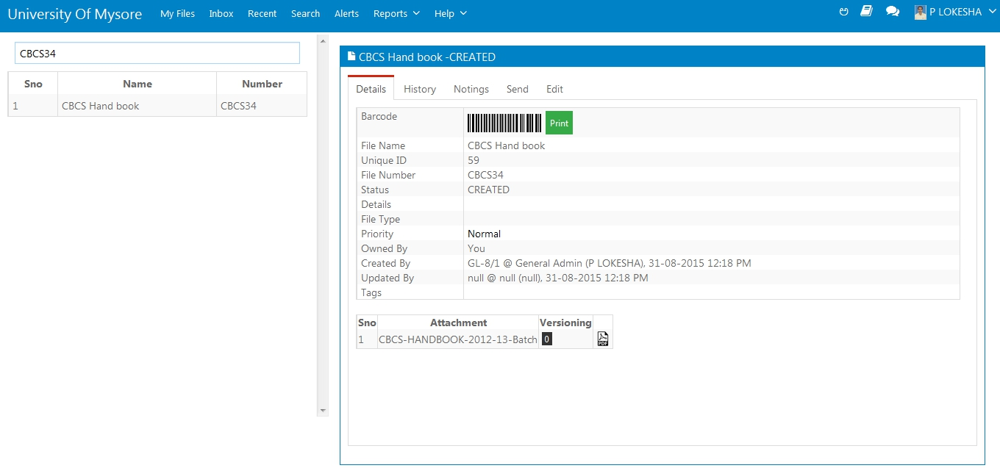 University Of Mysore My Files Inbox Recent Search Alerts Reports Help P LOKESHA
CBCS34
Sno Name Number
1 CBCS Hand book CBCS34
CBCS Hand book -CREATED
Details History Notings Send Edit
Barcode Print
File Name CBCS Hand book
Unique ID 59
File Number CBCS34
Status CREATED
Details
File Type
Priority Normal
Owned By You
Created By GL-8/1 @ General Admin (P LOKESHA), 31-08-2015 12:18 PM
Updated By null @ null (null), 31-08-2015 12:18 PM
Tags
Sno Attachment Versioning
1 CBCS-HANDBOOK-2012-13-Batch 0 PDF